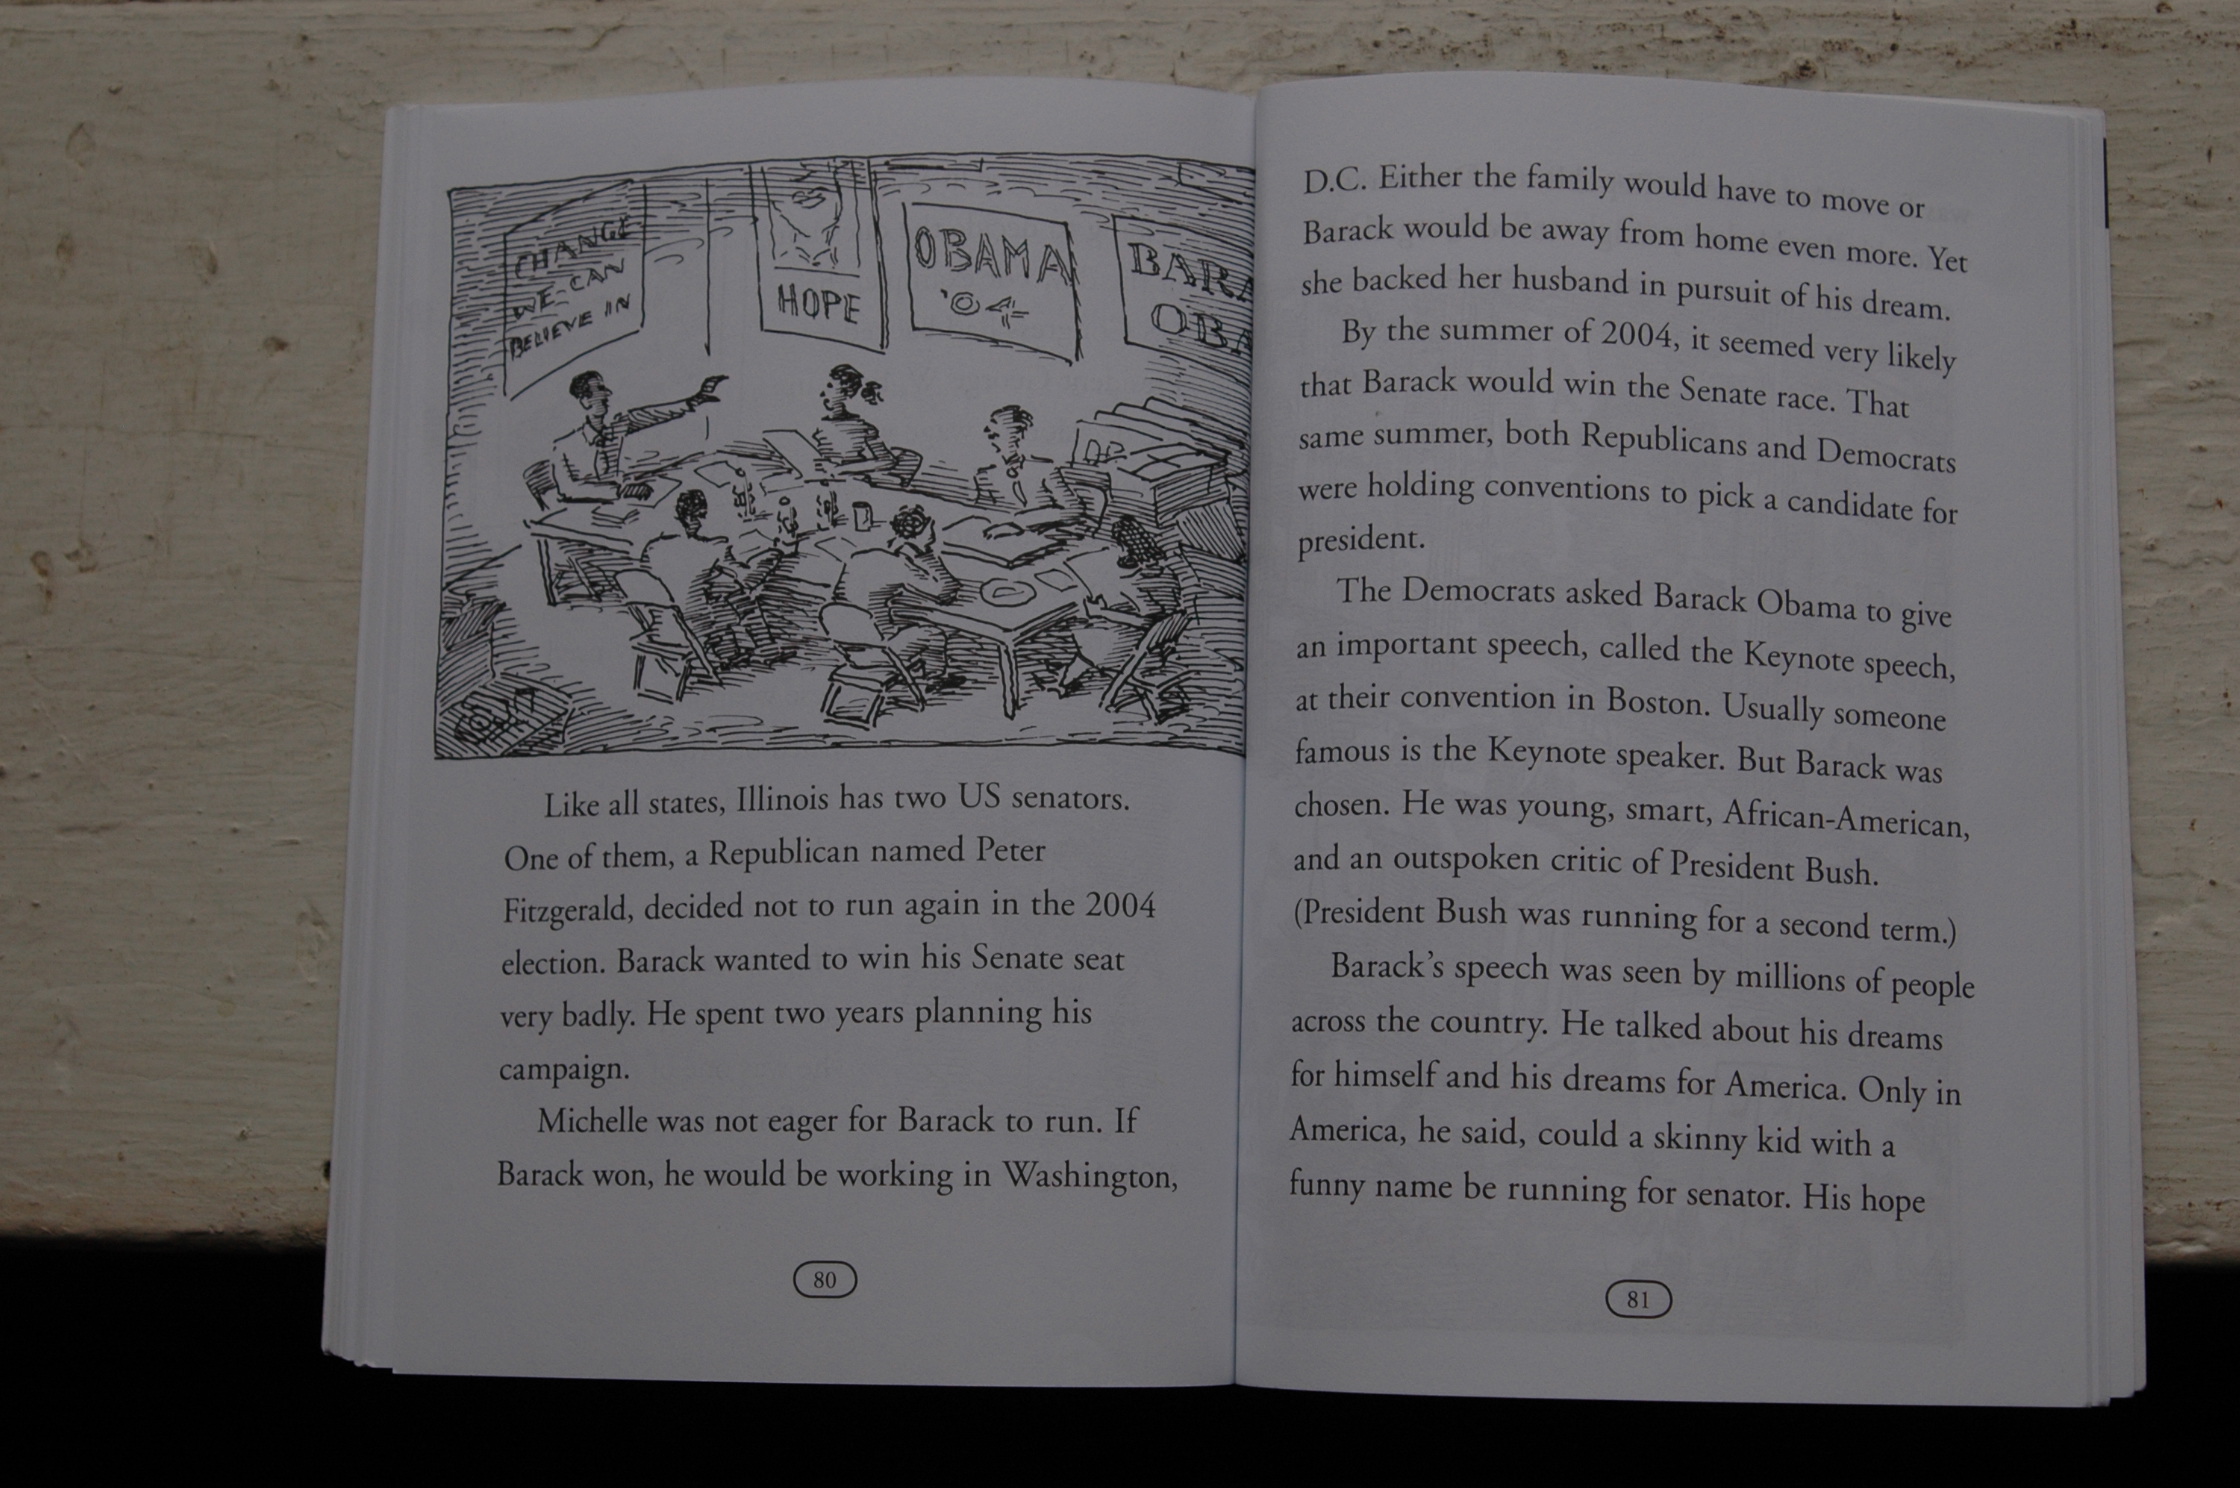 CHANGE
WE CAN
BELIEVE IN
HOPE
OBAMA
'04
BARA
OBA
Like all states, Illinois has two US senators.
One of them, a Republican named Peter
Fitzgerald, decided not to run again in the 2004
election. Barack wanted to win his Senate seat
very badly. He spent two years planning his
campaign.
Michelle was not eager for Barack to run. If
Barack won, he would be working in Washington,
80
D.C. Either the family would have to move or
Barack would be away from home even more. Yet
she backed her husband in pursuit of his dream.
By the summer of 2004, it seemed very likely
that Barack would win the Senate race. That
same summer, both Republicans and Democrats
were holding conventions to pick a candidate for
president.
The Democrats asked Barack Obama to give
an important speech, called the Keynote speech,
at their convention in Boston. Usually someone
famous is the Keynote speaker. But Barack was
chosen. He was young, smart, African-American,
and an outspoken critic of President Bush.
(President Bush was running for a second term.)
Barack's speech was seen by millions of people
across the country. He talked about his dreams
for himself and his dreams for America. Only in
America, he said, could a skinny kid with a
funny name be running for senator. His hope
81